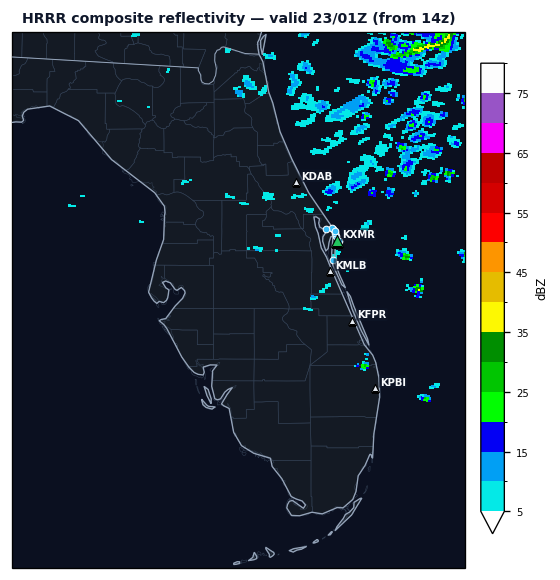 HRRR composite reflectivity — valid 23/01Z (from 14z)
KDAB
KXMR
KMLB
KFPR
KPBI
75
65
55
45
35
25
15
5
dBZ